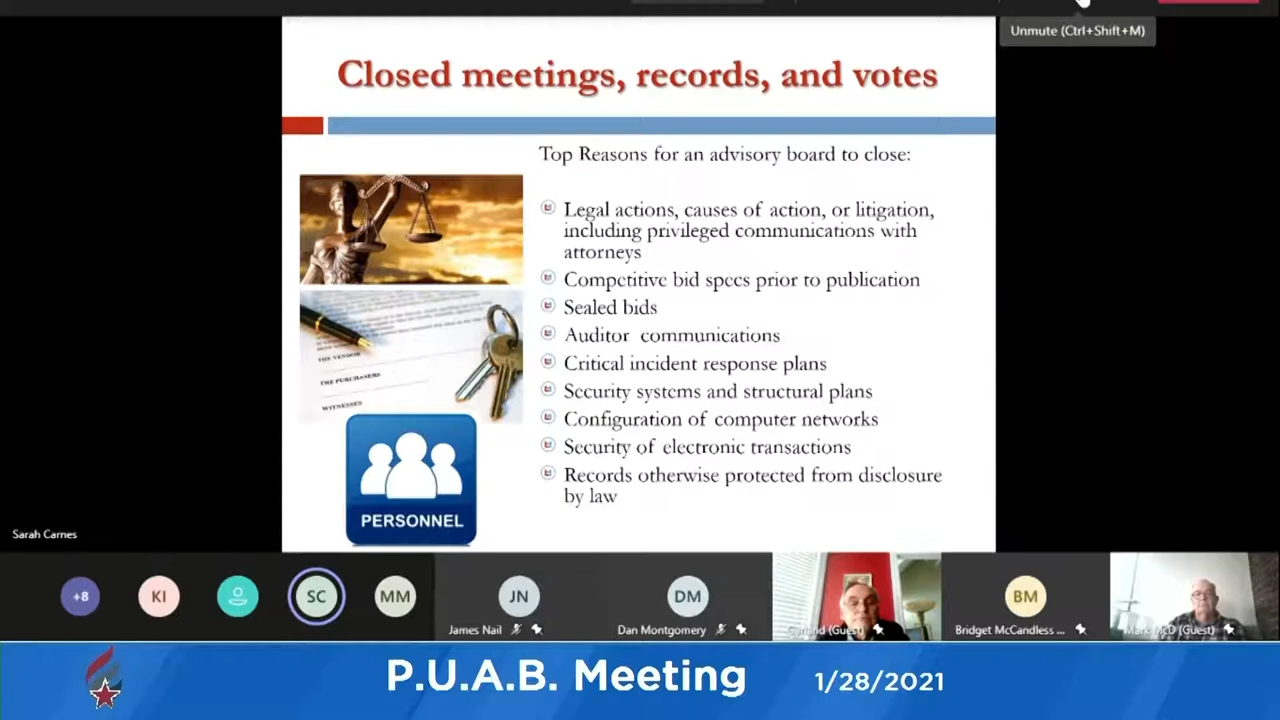 Unmute (Ctrl+Shift+M)
Closed meetings, records, and votes
Top Reasons for an advisory board to close:
Legal actions, causes of action, or litigation,
including privileged communications with
attorneys
Competitive bid specs prior to publication
Sealed bids
Auditor communications
Critical incident response plans
Security systems and structural plans
Configuration of computer networks
Security of electronic transactions
Records otherwise protected from disclosure
by law
THE VENDOR
THE PURCHASERS
WITNESSES
PERSONNEL
Sarah Carnes
+8
KI
SC
MM
JN
James Nail
DM
Dan Montgomery
(Guest)
BM
Bridget McCandless ...
Mark McD (Guest)
P.U.A.B. Meeting
1/28/2021